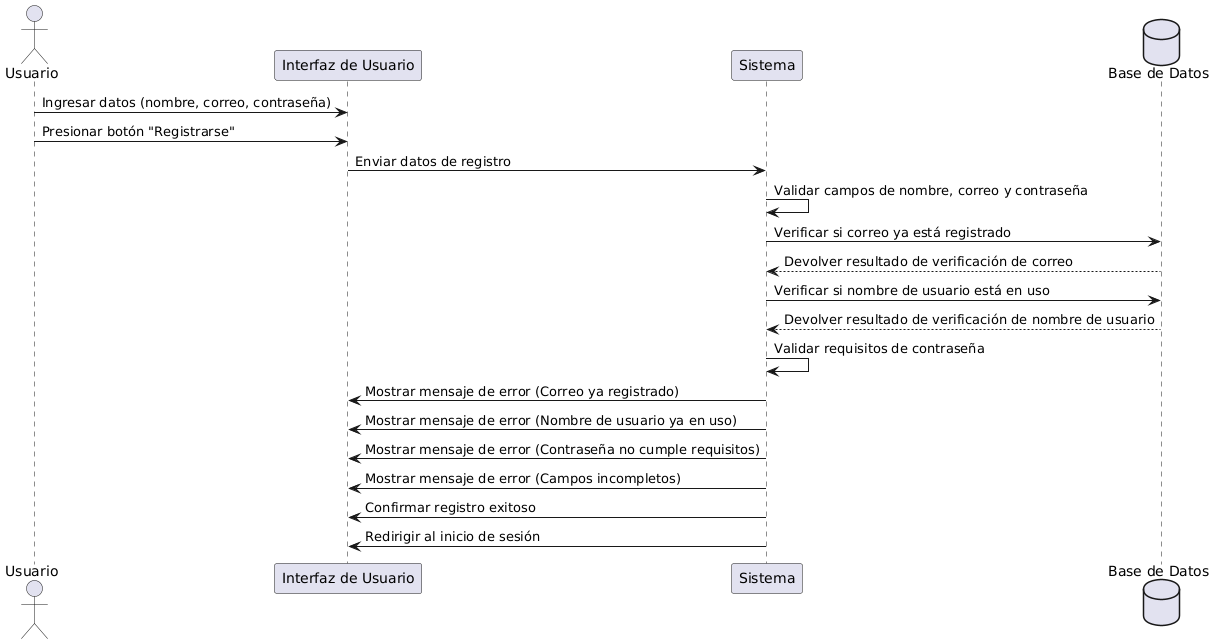 Usuario
Interfaz de Usuario
Sistema
Base de Datos
Ingresar datos (nombre, correo, contraseña)
Presionar botón "Registrarse"
Enviar datos de registro
Validar campos de nombre, correo y contraseña
Verificar si correo ya está registrado
Devolver resultado de verificación de correo
Verificar si nombre de usuario está en uso
Devolver resultado de verificación de nombre de usuario
Validar requisitos de contraseña
Mostrar mensaje de error (Correo ya registrado)
Mostrar mensaje de error (Nombre de usuario ya en uso)
Mostrar mensaje de error (Contraseña no cumple requisitos)
Mostrar mensaje de error (Campos incompletos)
Confirmar registro exitoso
Redirigir al inicio de sesión
Usuario
Interfaz de Usuario
Sistema
Base de Datos